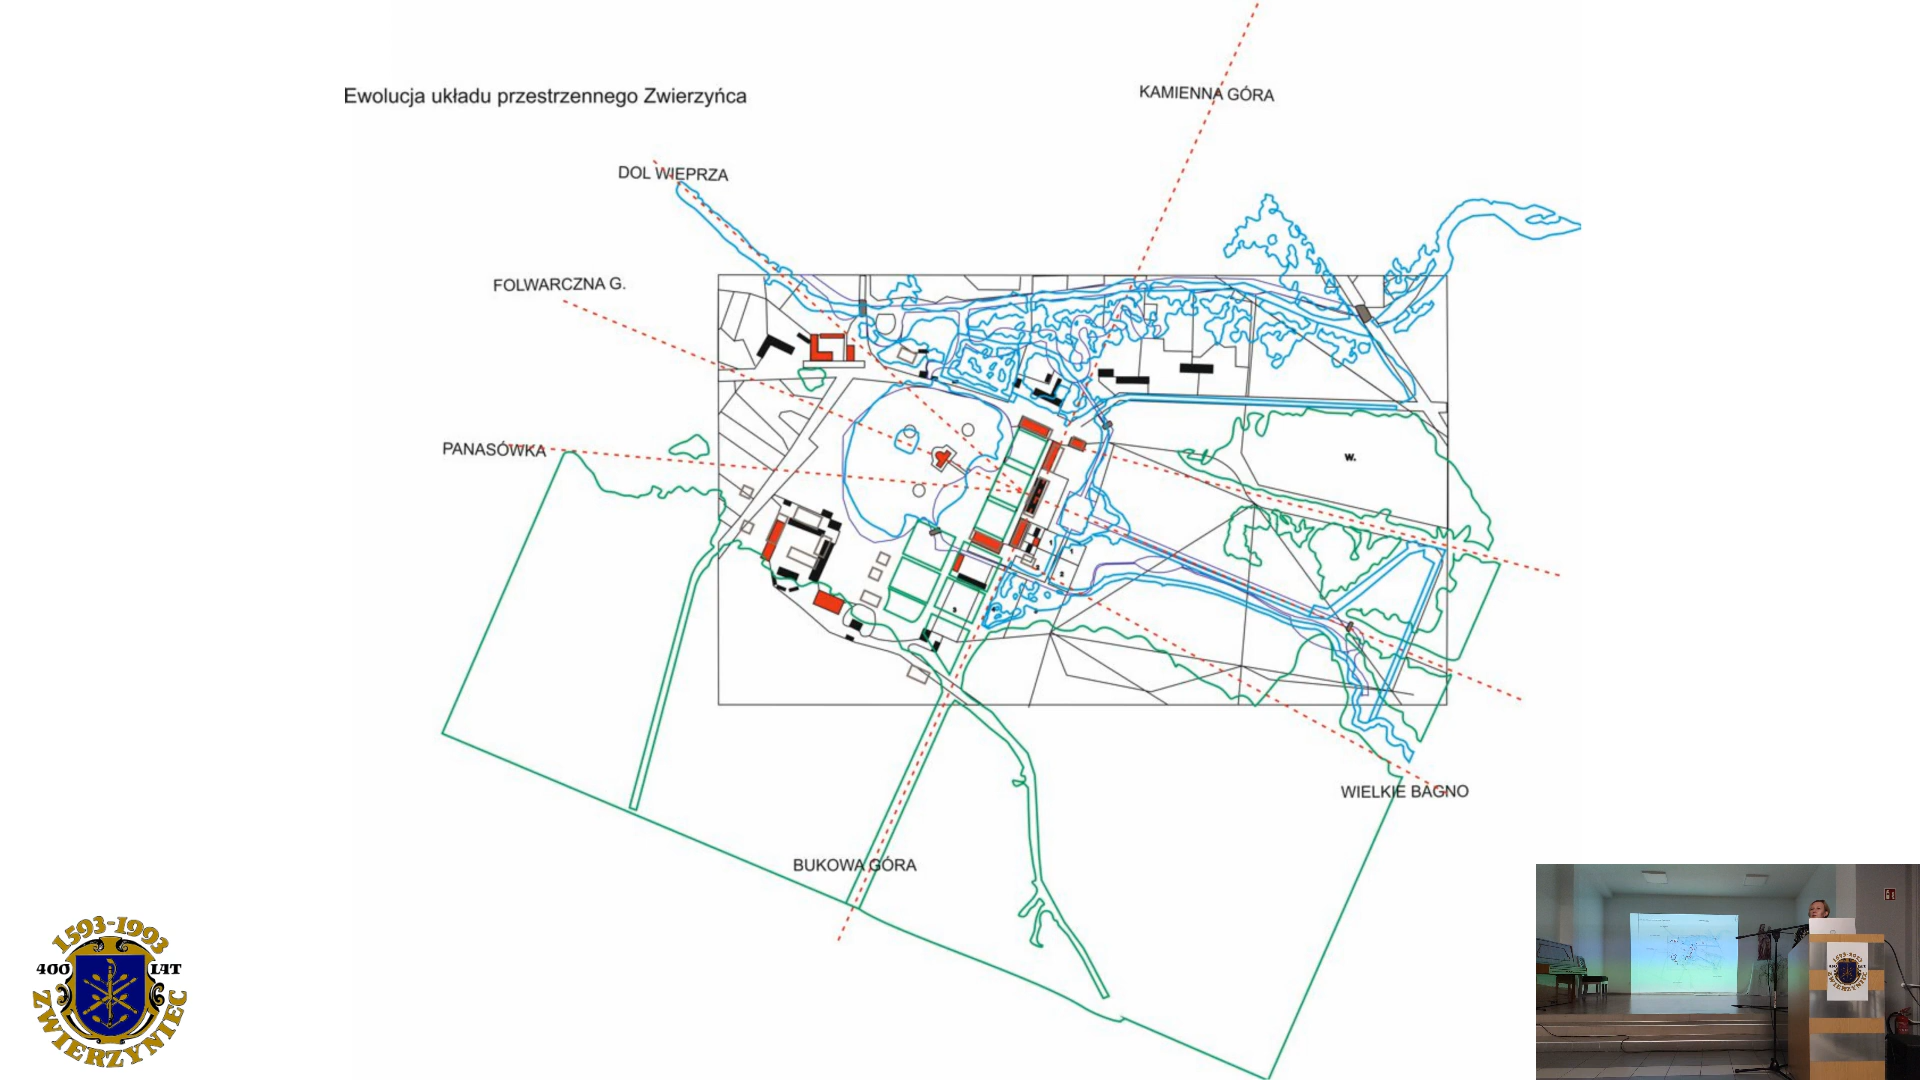 Ewolucja układu przestrzennego Zwierzyńca
KAMIENNA GÓRA
DOL WIEPRZA
FOLWARCZNA G.
PANASÓWKA
w.
WIELKIE BAGNO
BUKOWA GÓRA
1593-1993
400 LAT
ZWIERZYNIEC